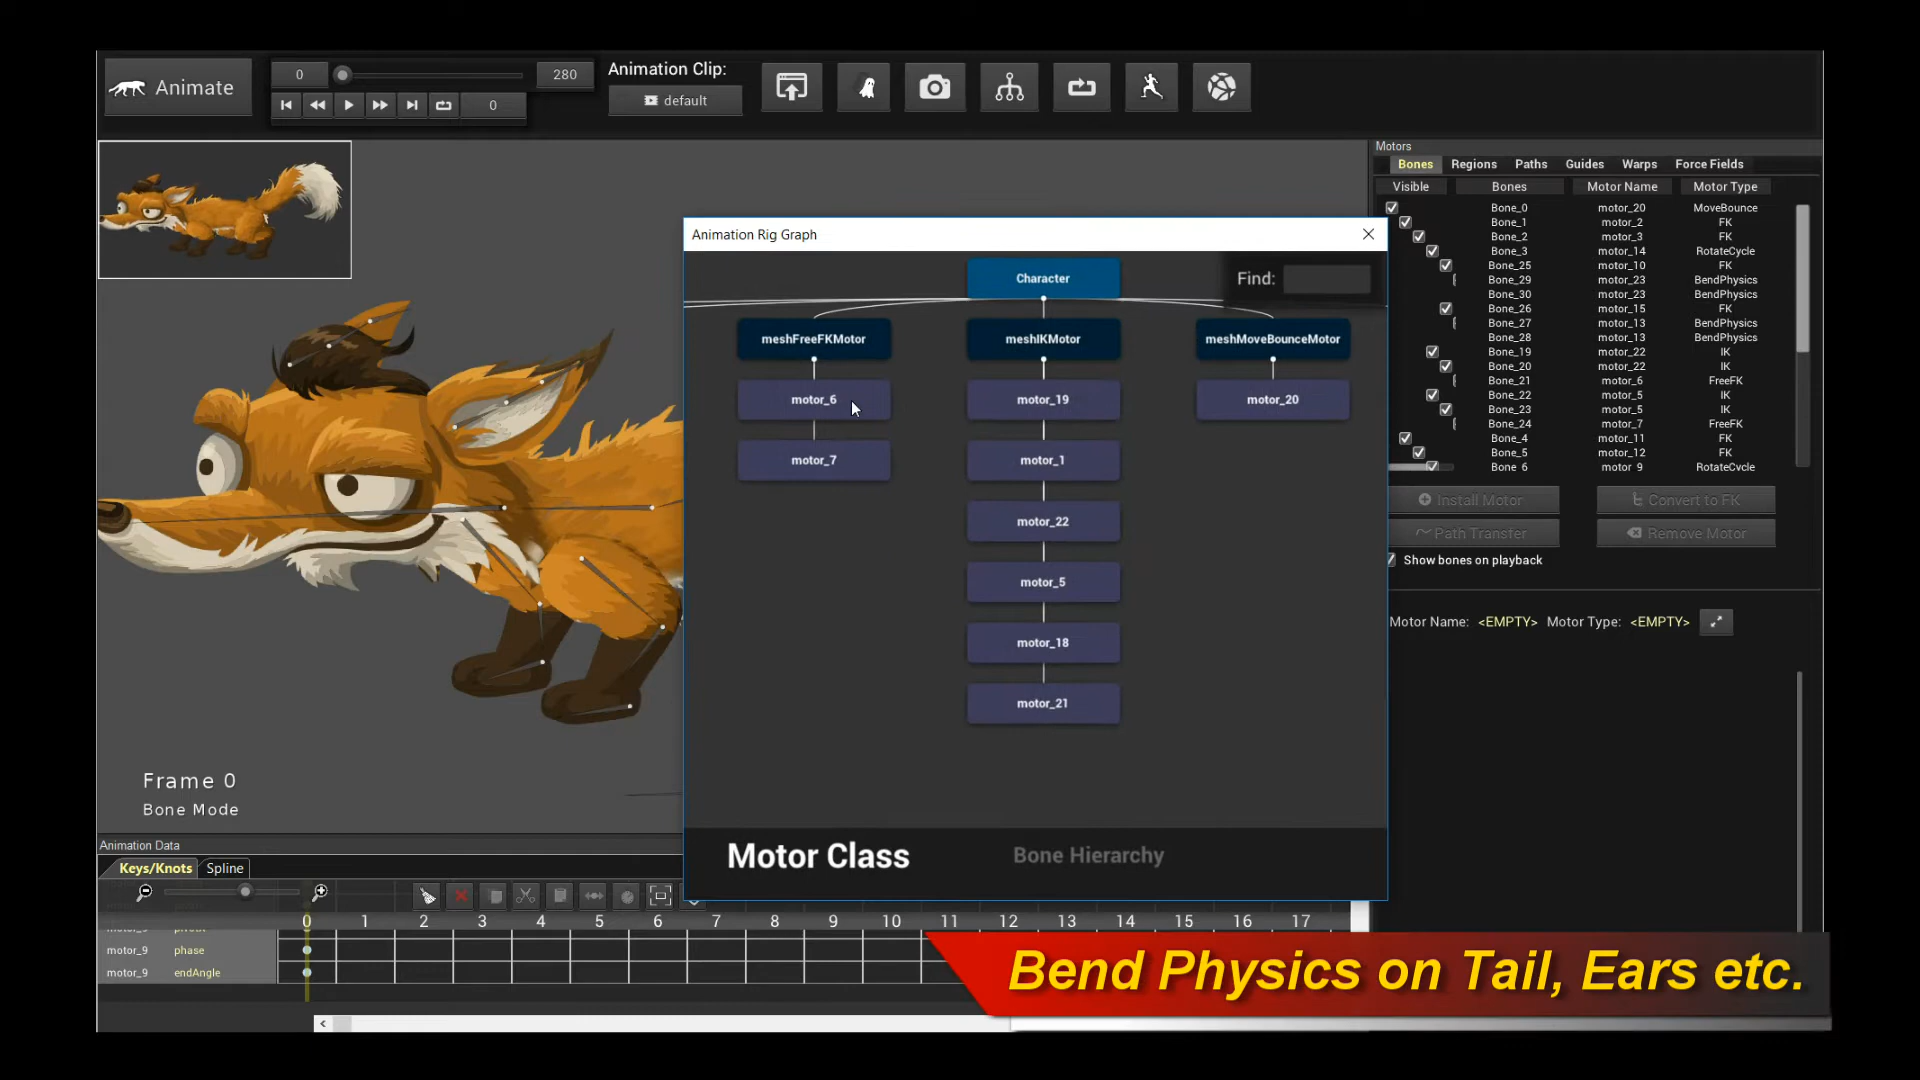 Animate
0
280
0
Animation Clip:
default
Motors
Bones Regions Paths Guides Warps Force Fields
Visible Bones Motor Name Motor Type
Bone_0 motor_20 MoveBounce
Bone_1 motor_2 FK
Bone_2 motor_3 FK
Bone_3 motor_14 RotateCycle
Bone_25 motor_10 FK
Bone_29 motor_23 BendPhysics
Bone_30 motor_23 BendPhysics
Bone_26 motor_15 FK
Bone_27 motor_13 BendPhysics
Bone_28 motor_13 BendPhysics
Bone_19 motor_22 IK
Bone_20 motor_22 IK
Bone_21 motor_6 FreeFK
Bone_22 motor_5 IK
Bone_23 motor_5 IK
Bone_24 motor_7 FreeFK
Bone_4 motor_11 FK
Bone_5 motor_12 FK
Bone_6 motor_9 RotateCycle
Install Motor Convert to FK
Path Transfer Remove Motor
Show bones on playback
Motor Name: <EMPTY> Motor Type: <EMPTY>
Animation Rig Graph
Character
Find:
meshFreeFKMotor meshIKMotor meshMoveBounceMotor
motor_6 motor_19 motor_20
motor_7 motor_1
motor_22
motor_5
motor_18
motor_21
Motor Class Bone Hierarchy
Frame 0
Bone Mode
Animation Data
Keys/Knots Spline
0 1 2 3 4 5 6 7 8 9 10 11 12 13 14 15 16 17
motor_9 phase
motor_9 endAngle
Bend Physics on Tail, Ears etc.